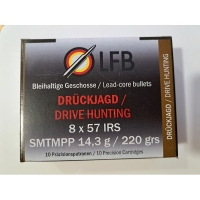 LFB
Bleihaltige Geschosse / Lead-core bullets
DRÜCKJAGD /
DRIVE HUNTING
8 x 57 IRS
SMTMPP 14,3 g / 220 grs
10 Präzisionspatronen / 10 Precision Cartridges
DRÜCKJAGD /
DRIVE HUNTING